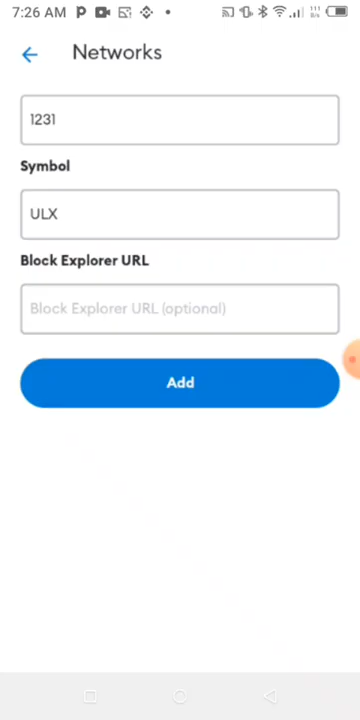 7:26 AM
Networks
1231
Symbol
ULX
Block Explorer URL
Block Explorer URL (optional)
Add